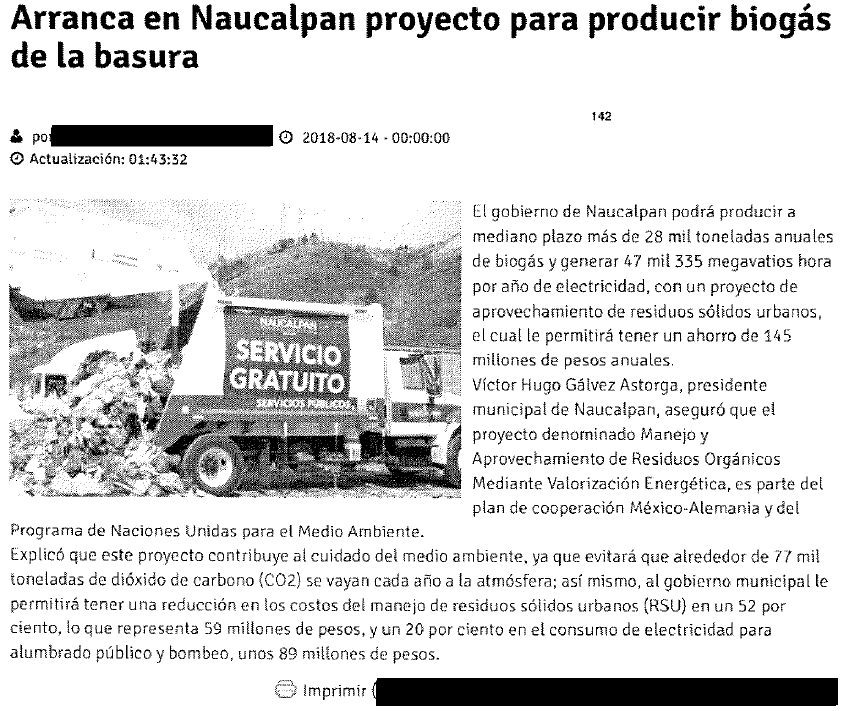 Arranca en Naucalpan proyecto para producir biogás
de la basura
142
por
2018-08-14 - 00:00:00
Actualización: 01:43:32
El gobierno de Naucalpan podrá producir a
mediano plazo más de 28 mil toneladas anuales
de biogás y generar 47 mil 335 megavatios hora
por año de electricidad, con un proyecto de
aprovechamiento de residuos sólidos urbanos,
el cual le permitirá tener un ahorro de 145
millones de pesos anuales.
Víctor Hugo Gálvez Astorga, presidente
municipal de Naucalpan, aseguró que el
proyecto denominado Manejo y
Aprovechamiento de Residuos Orgánicos
Mediante Valorización Energética, es parte del
plan de cooperación México-Alemania y del
Programa de Naciones Unidas para el Medio Ambiente.
Explicó que este proyecto contribuye al cuidado del medio ambiente, ya que evitará que alrededor de 77 mil
toneladas de dióxido de carbono (CO2) se vayan cada año a la atmósfera; así mismo, al gobierno municipal le
permitirá tener una reducción en los costos del manejo de residuos sólidos urbanos (RSU) en un 52 por
ciento, lo que representa 59 millones de pesos, y un 20 por ciento en el consumo de electricidad para
alumbrado público y bombeo, unos 89 millones de pesos.
NAUCALPAN
SERVICIO
GRATUITO
SERVICIOS PÚBLICOS
Imprimir (